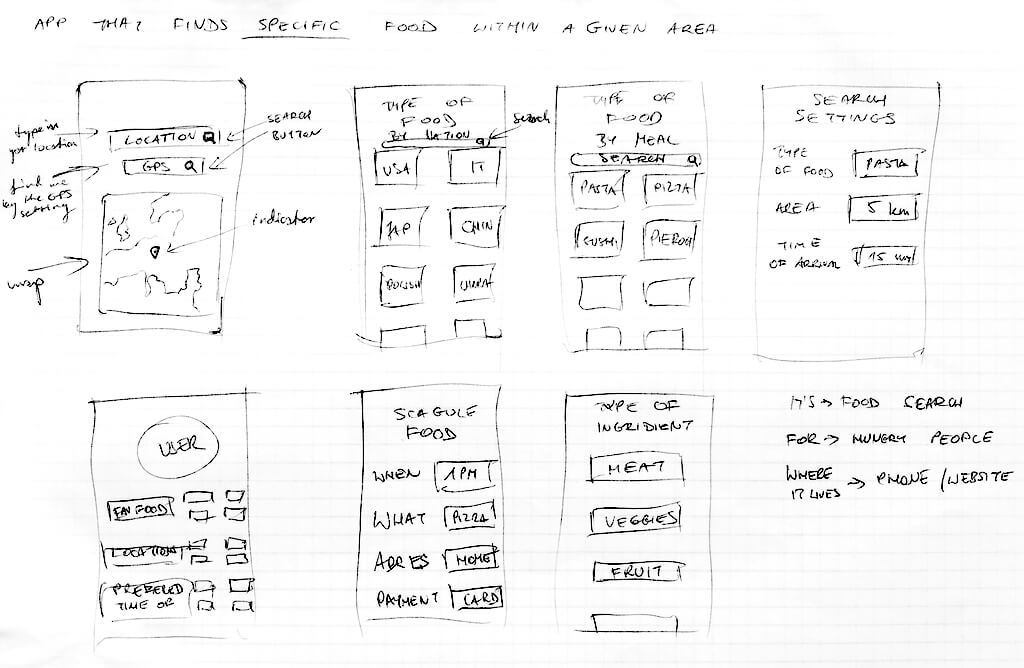 APP THAT FINDS SPECIFIC FOOD WITHIN A GIVEN AREA
type in
your location
LOCATION
SEARCH
BUTTON
GPS
find me
by the GPS
setting
indicator
map
TYPE OF
FOOD
BY NATION
search
USA
IT
JAP
CHIN
POLISH
TYPE OF
FOOD
BY MEAL
SEARCH
PASTA
PIZZA
SUSHI
PIEROGI
SEARCH
SETTINGS
TYPE
OF FOOD
PASTA
AREA
5 km
TIME
OF ARRIVAL
15 min
USER
FAV FOOD
LOCATION
PREFERED
TIME OF
SCAGULE
FOOD
WHEN
1 PM
WHAT
PIZZA
ADRES
HOME
PAYMENT
CARD
TYPE OF
INGRIDIENT
MEAT
VEGGIES
FRUIT
IT'S → FOOD SEARCH
FOR → HUNGRY PEOPLE
WHERE
IT LIVES → PHONE / WEBSITE